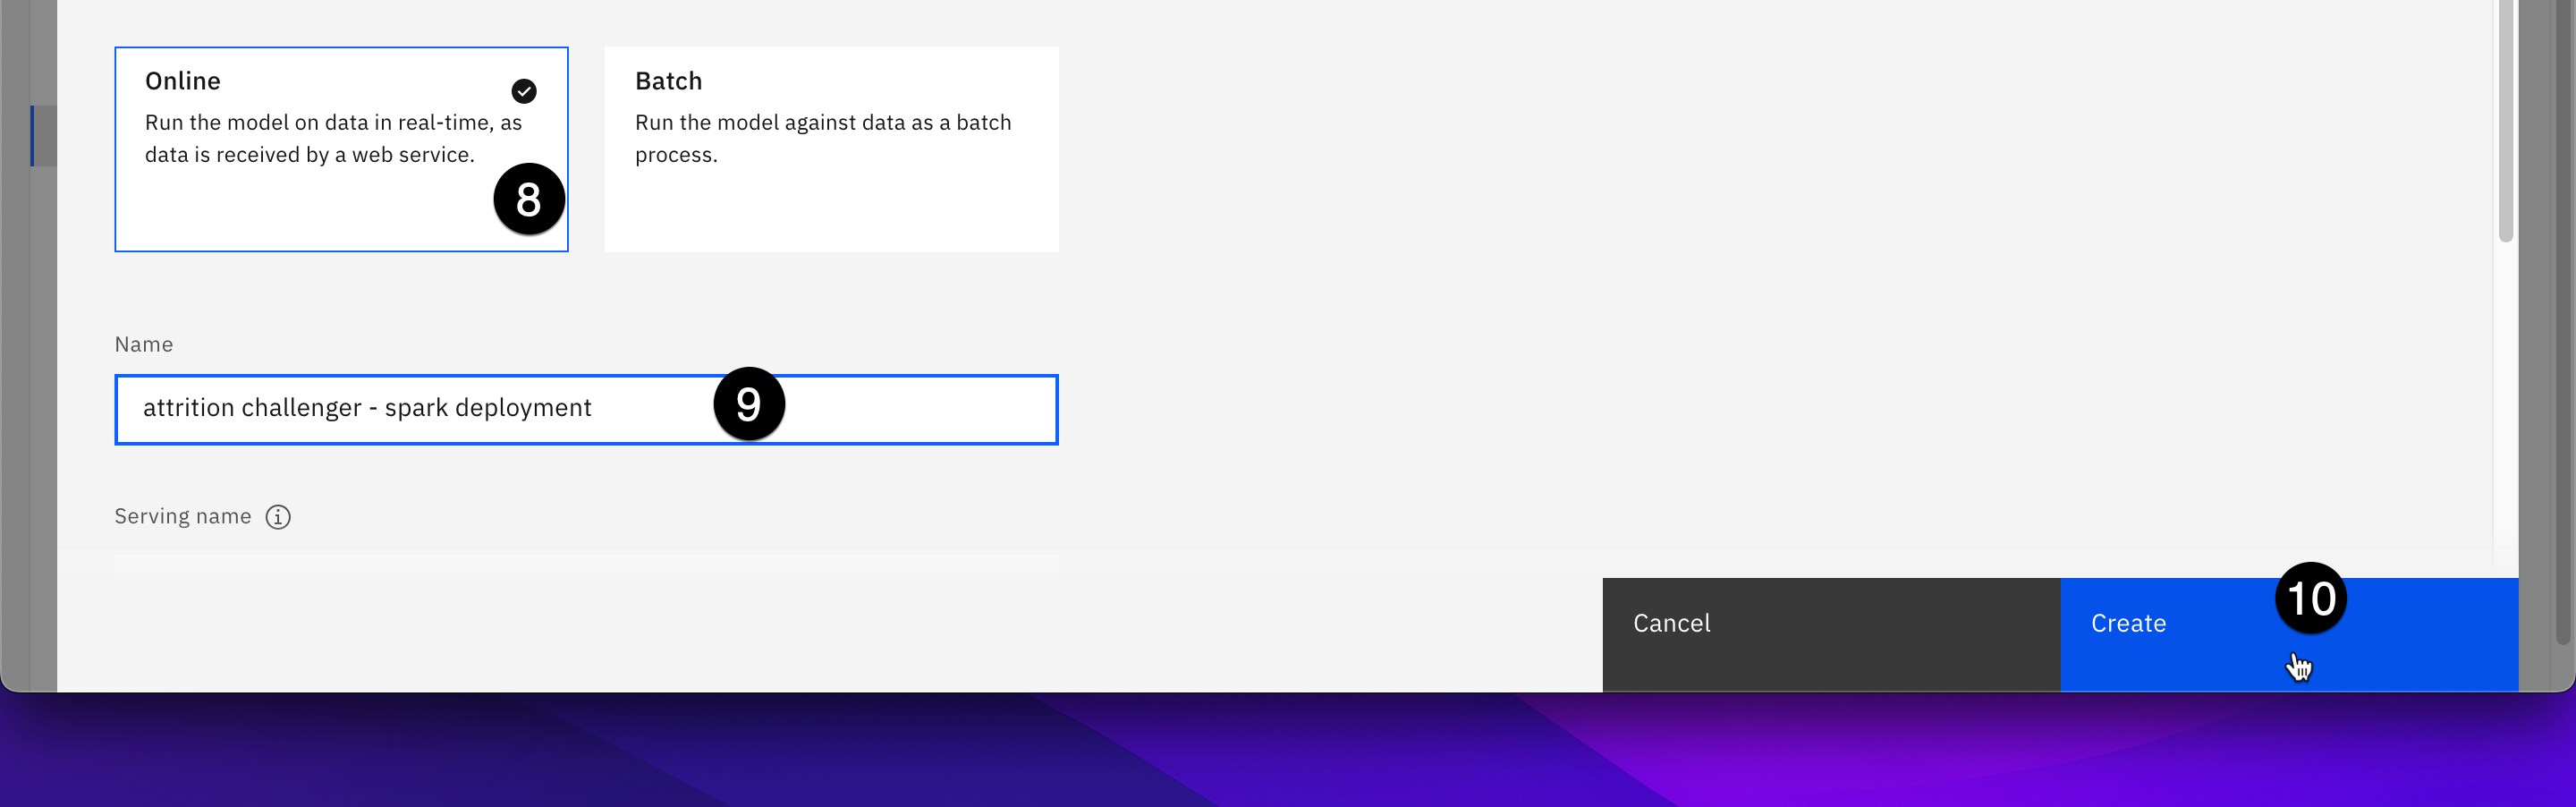 Online
Run the model on data in real-time, as
data is received by a web service.
8
Batch
Run the model against data as a batch
process.
Name
attrition challenger - spark deployment
9
Serving name
Cancel
Create
10